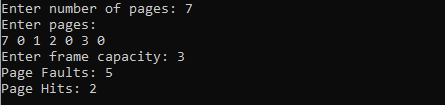 Enter number of pages: 7
Enter pages:
7 0 1 2 0 3 0
Enter frame capacity: 3
Page Faults: 5
Page Hits: 2